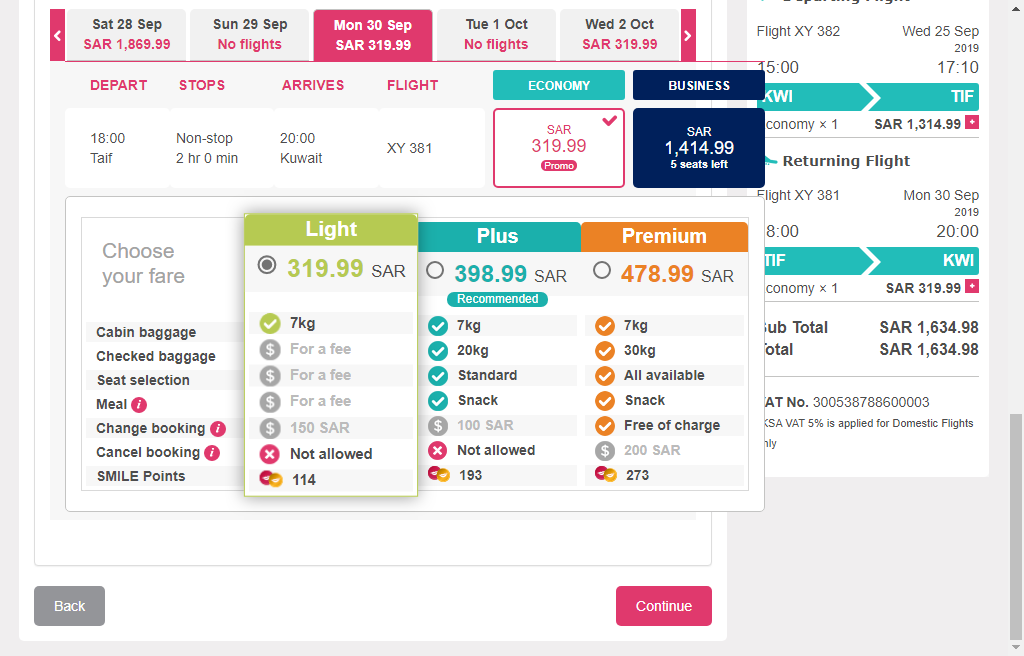 Sat 28 Sep
SAR 1,869.99
Sun 29 Sep
No flights
Mon 30 Sep
SAR 319.99
Tue 1 Oct
No flights
Wed 2 Oct
SAR 319.99
DEPART STOPS ARRIVES FLIGHT ECONOMY BUSINESS
18:00
Taif
Non-stop
2 hr 0 min
20:00
Kuwait
XY 381
SAR
319.99
Promo
SAR
1,414.99
5 seats left
Choose
your fare
Light
319.99 SAR
Plus
398.99 SAR
Recommended
Premium
478.99 SAR
Cabin baggage 7kg 7kg 7kg
Checked baggage For a fee 20kg 30kg
Seat selection For a fee Standard All available
Meal For a fee Snack Snack
Change booking 150 SAR 100 SAR Free of charge
Cancel booking Not allowed Not allowed 200 SAR
SMILE Points 114 193 273
Back
Continue
Flight XY 382 Wed 25 Sep
2019
15:00 17:10
KWI TIF
conomy × 1 SAR 1,314.99
Returning Flight
light XY 381 Mon 30 Sep
2019
8:00 20:00
TIF KWI
conomy × 1 SAR 319.99
ub Total SAR 1,634.98
otal SAR 1,634.98
AT No. 300538788600003
KSA VAT 5% is applied for Domestic Flights
nly